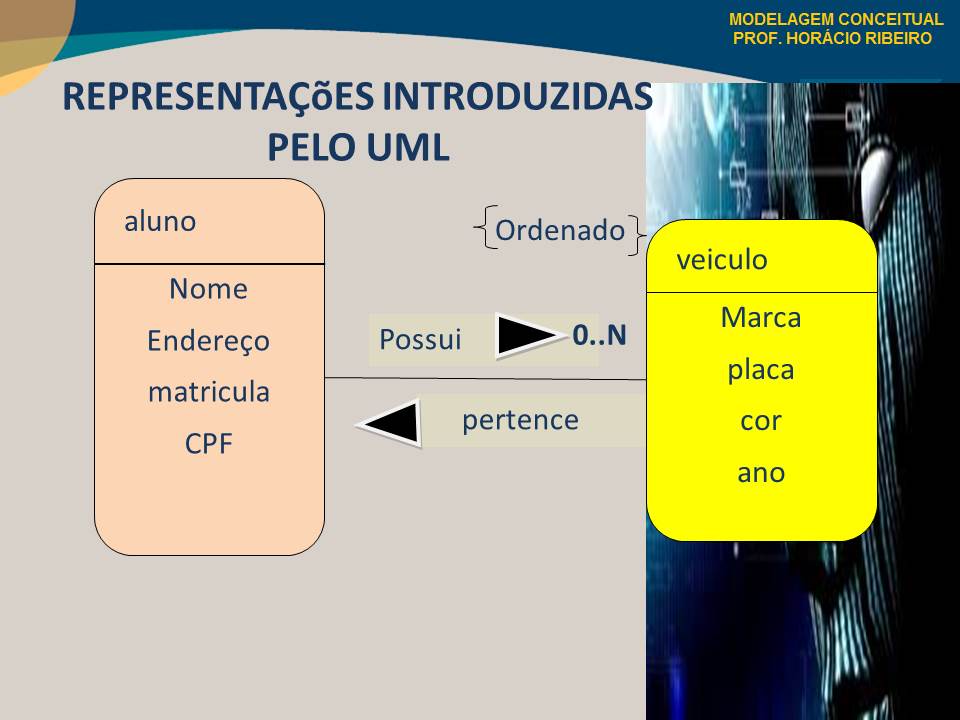 MODELAGEM CONCEITUAL
PROF. HORÁCIO RIBEIRO
REPRESENTAÇõES INTRODUZIDAS
PELO UML
aluno
Nome
Endereço
matricula
CPF
Ordenado
Possui
0..N
pertence
veiculo
Marca
placa
cor
ano